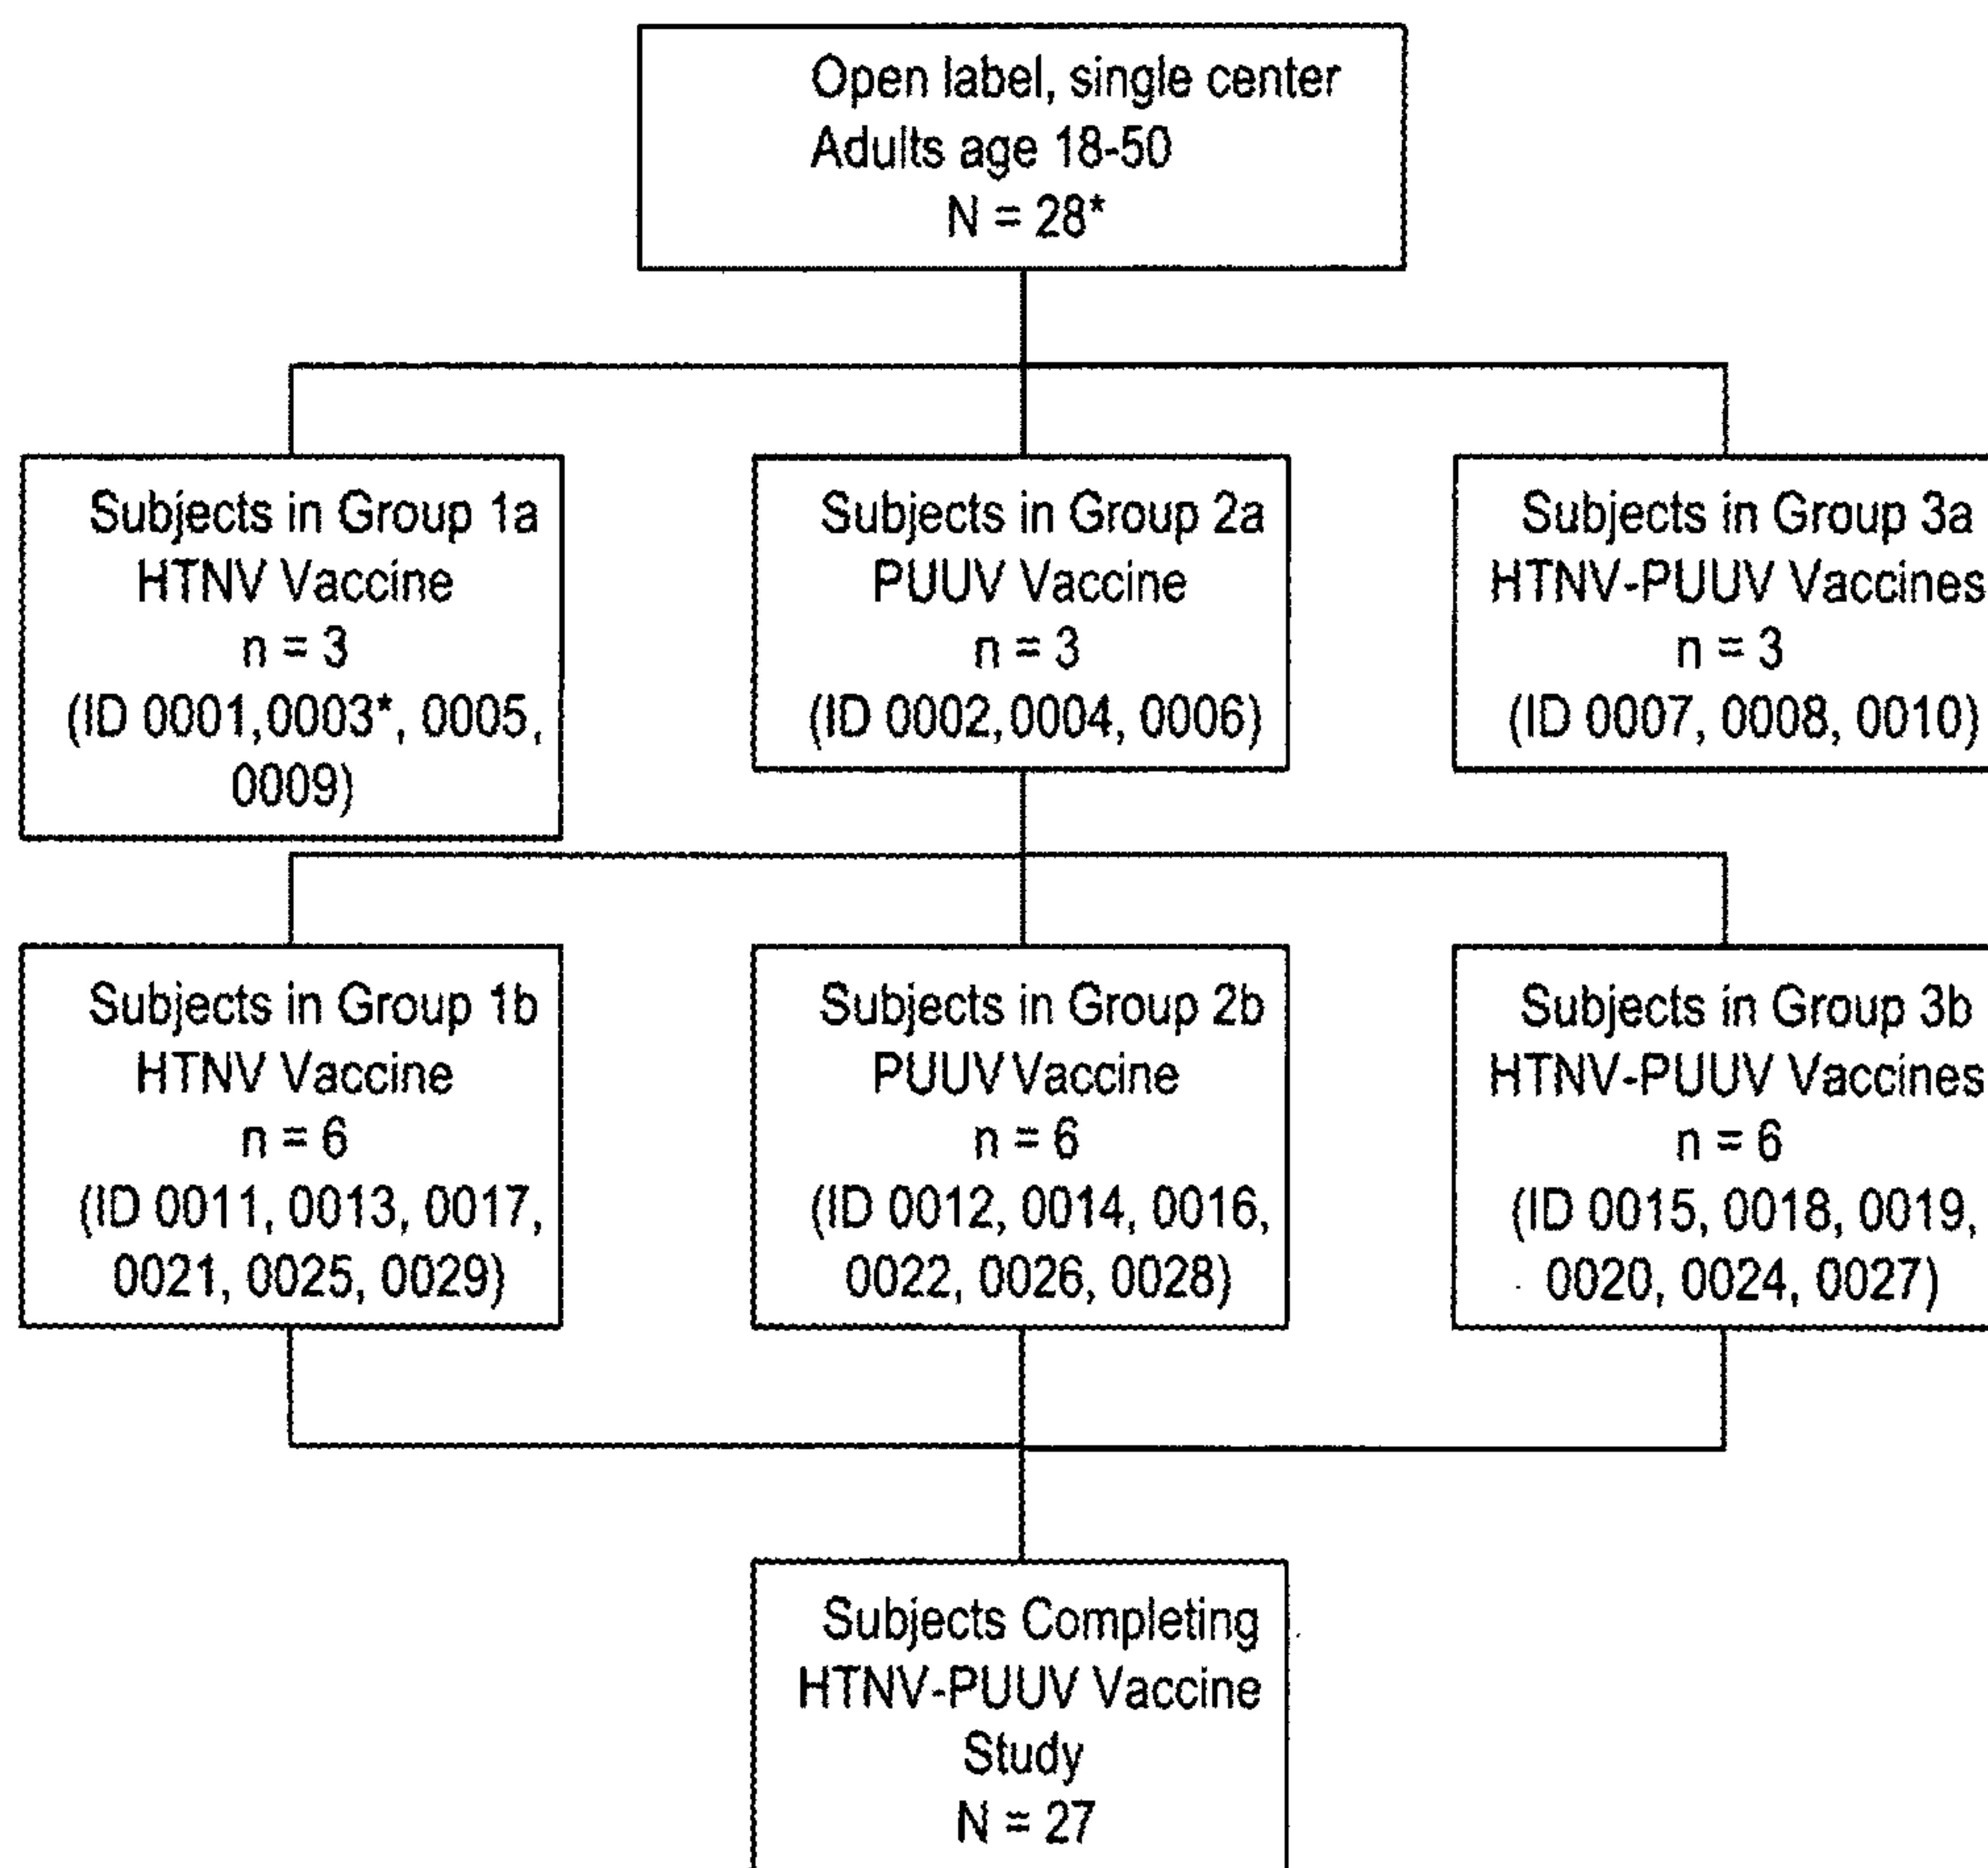 Open label, single center
Adults age 18-50
N = 28*
Subjects in Group 1a
HTNV Vaccine
n = 3
(ID 0001,0003*, 0005,
0009)
Subjects in Group 2a
PUUV Vaccine
n = 3
(ID 0002,0004, 0006)
Subjects in Group 3a
HTNV-PUUV Vaccines
n = 3
(ID 0007, 0008, 0010)
Subjects in Group 1b
HTNV Vaccine
n = 6
(ID 0011, 0013, 0017,
0021, 0025, 0029)
Subjects in Group 2b
PUUV Vaccine
n = 6
(ID 0012, 0014, 0016,
0022, 0026, 0028)
Subjects in Group 3b
HTNV-PUUV Vaccines
n = 6
(ID 0015, 0018, 0019,
0020, 0024, 0027)
Subjects Completing
HTNV-PUUV Vaccine
Study
N = 27